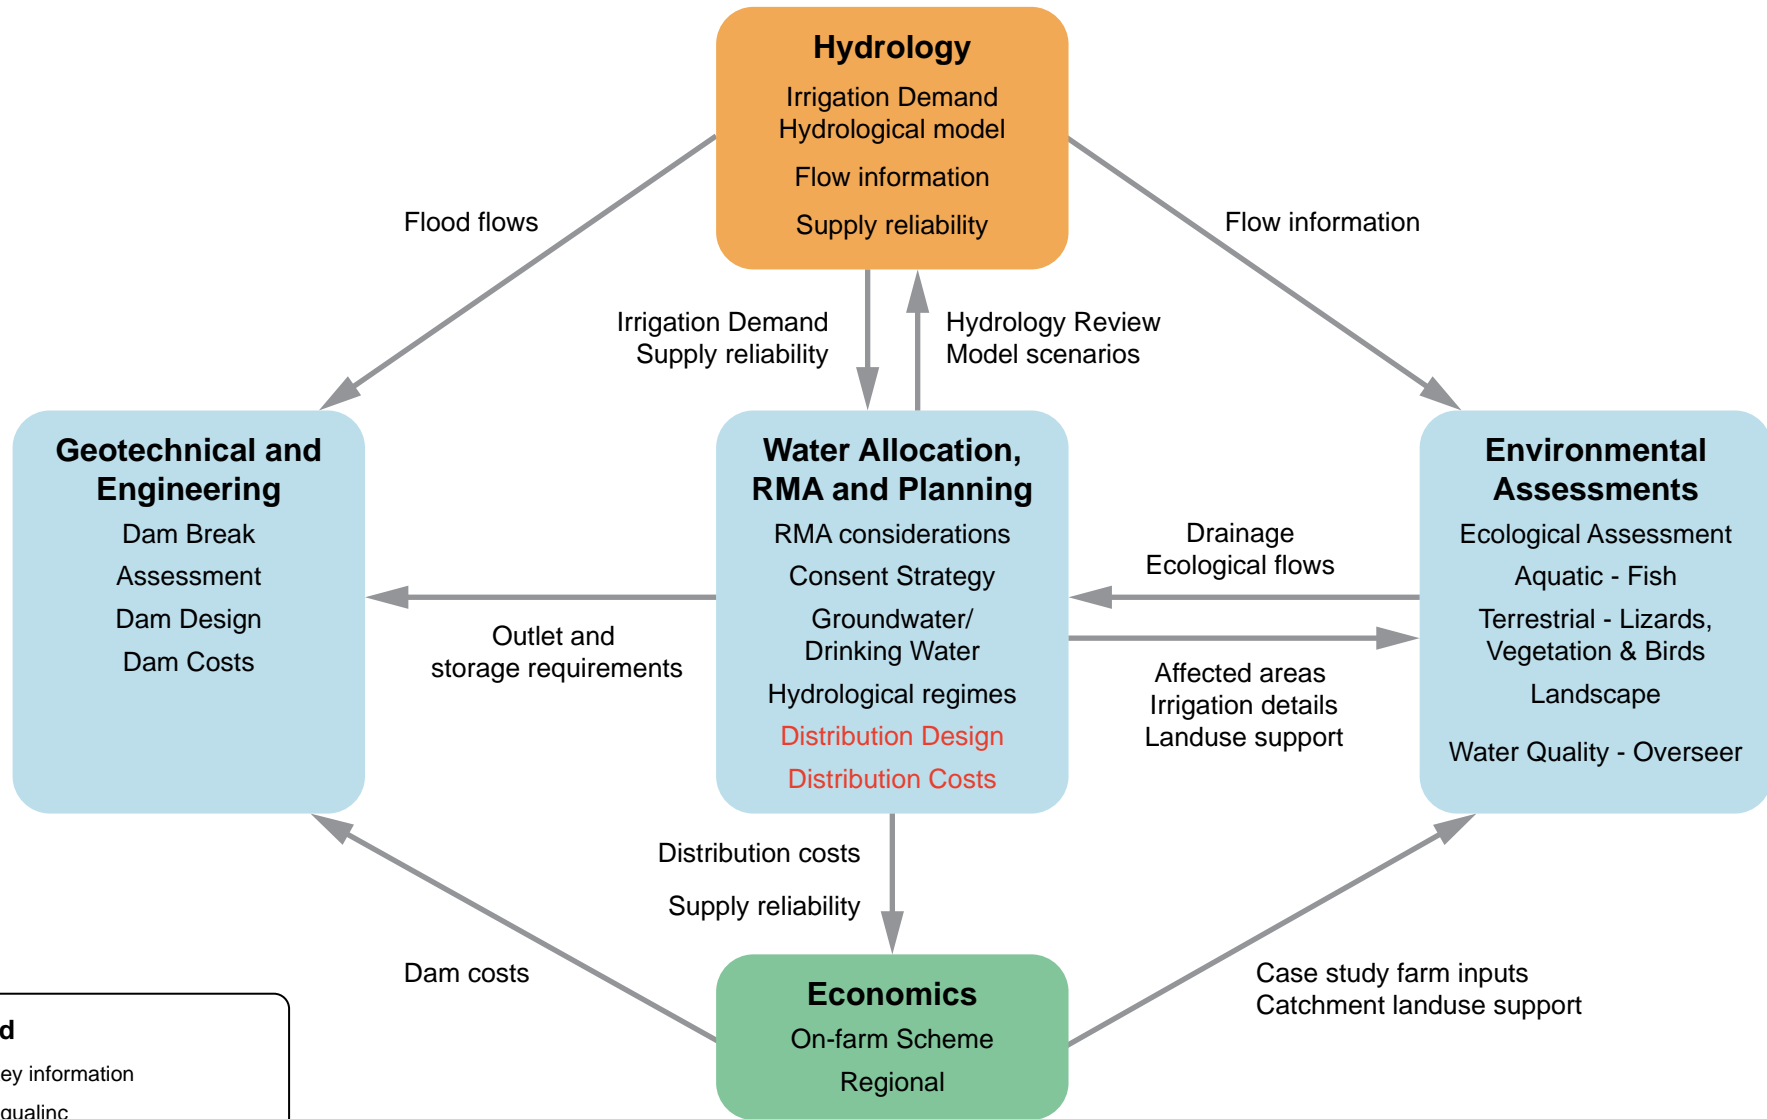 Hydrology
Irrigation Demand
Hydrological model
Flow information
Supply reliability
Flood flows
Flow information
Irrigation Demand
Supply reliability
Hydrology Review
Model scenarios
Geotechnical and
Engineering
Dam Break
Assessment
Dam Design
Dam Costs
Water Allocation,
RMA and Planning
RMA considerations
Consent Strategy
Groundwater/
Drinking Water
Hydrological regimes
Distribution Design
Distribution Costs
Environmental
Assessments
Ecological Assessment
Aquatic - Fish
Terrestrial - Lizards,
Vegetation & Birds
Landscape
Water Quality - Overseer
Outlet and
storage requirements
Drainage
Ecological flows
Affected areas
Irrigation details
Landuse support
Distribution costs
Supply reliability
Dam costs
Case study farm inputs
Catchment landuse support
Economics
On-farm Scheme
Regional
information